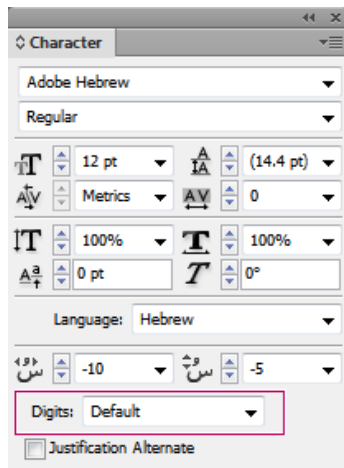 Character
Adobe Hebrew
Regular
12 pt (14.4 pt)
Metrics 0
100% 100%
0 pt 0°
Language: Hebrew
-10 -5
Digits: Default
Justification Alternate